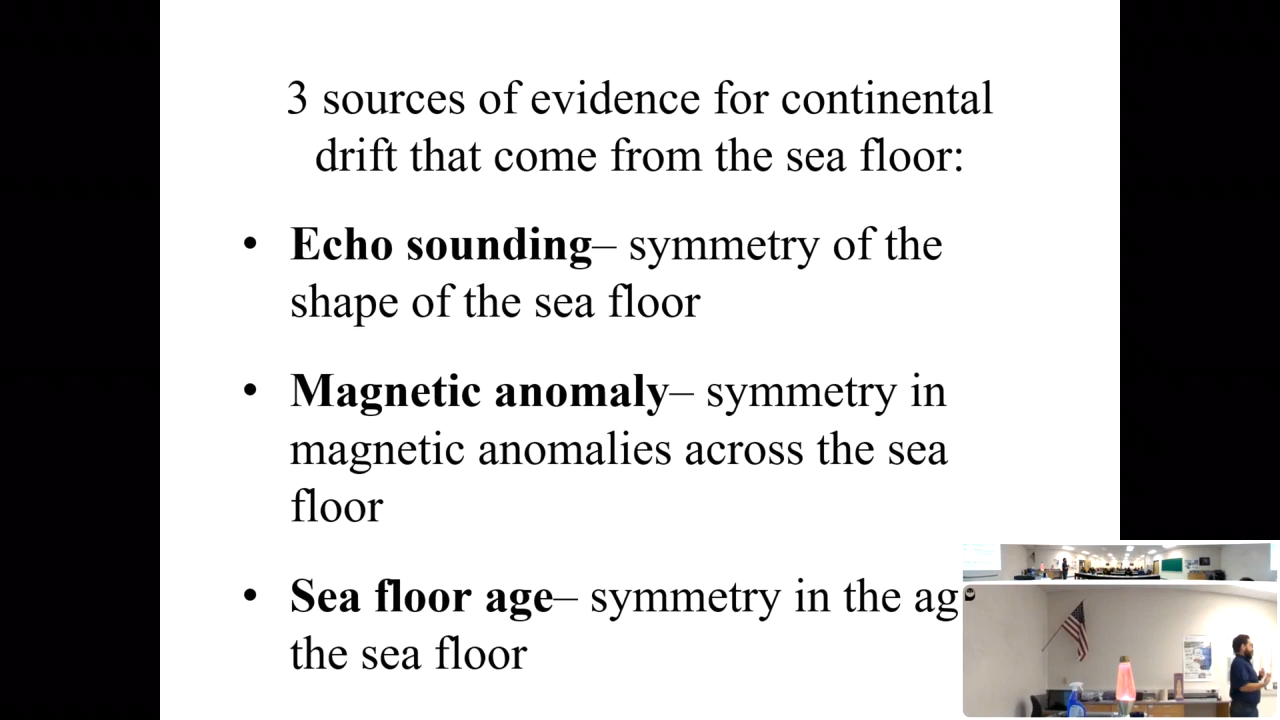 3 sources of evidence for continental
drift that come from the sea floor:
• Echo sounding– symmetry of the
shape of the sea floor
• Magnetic anomaly– symmetry in
magnetic anomalies across the sea
floor
• Sea floor age– symmetry in the ag
the sea floor